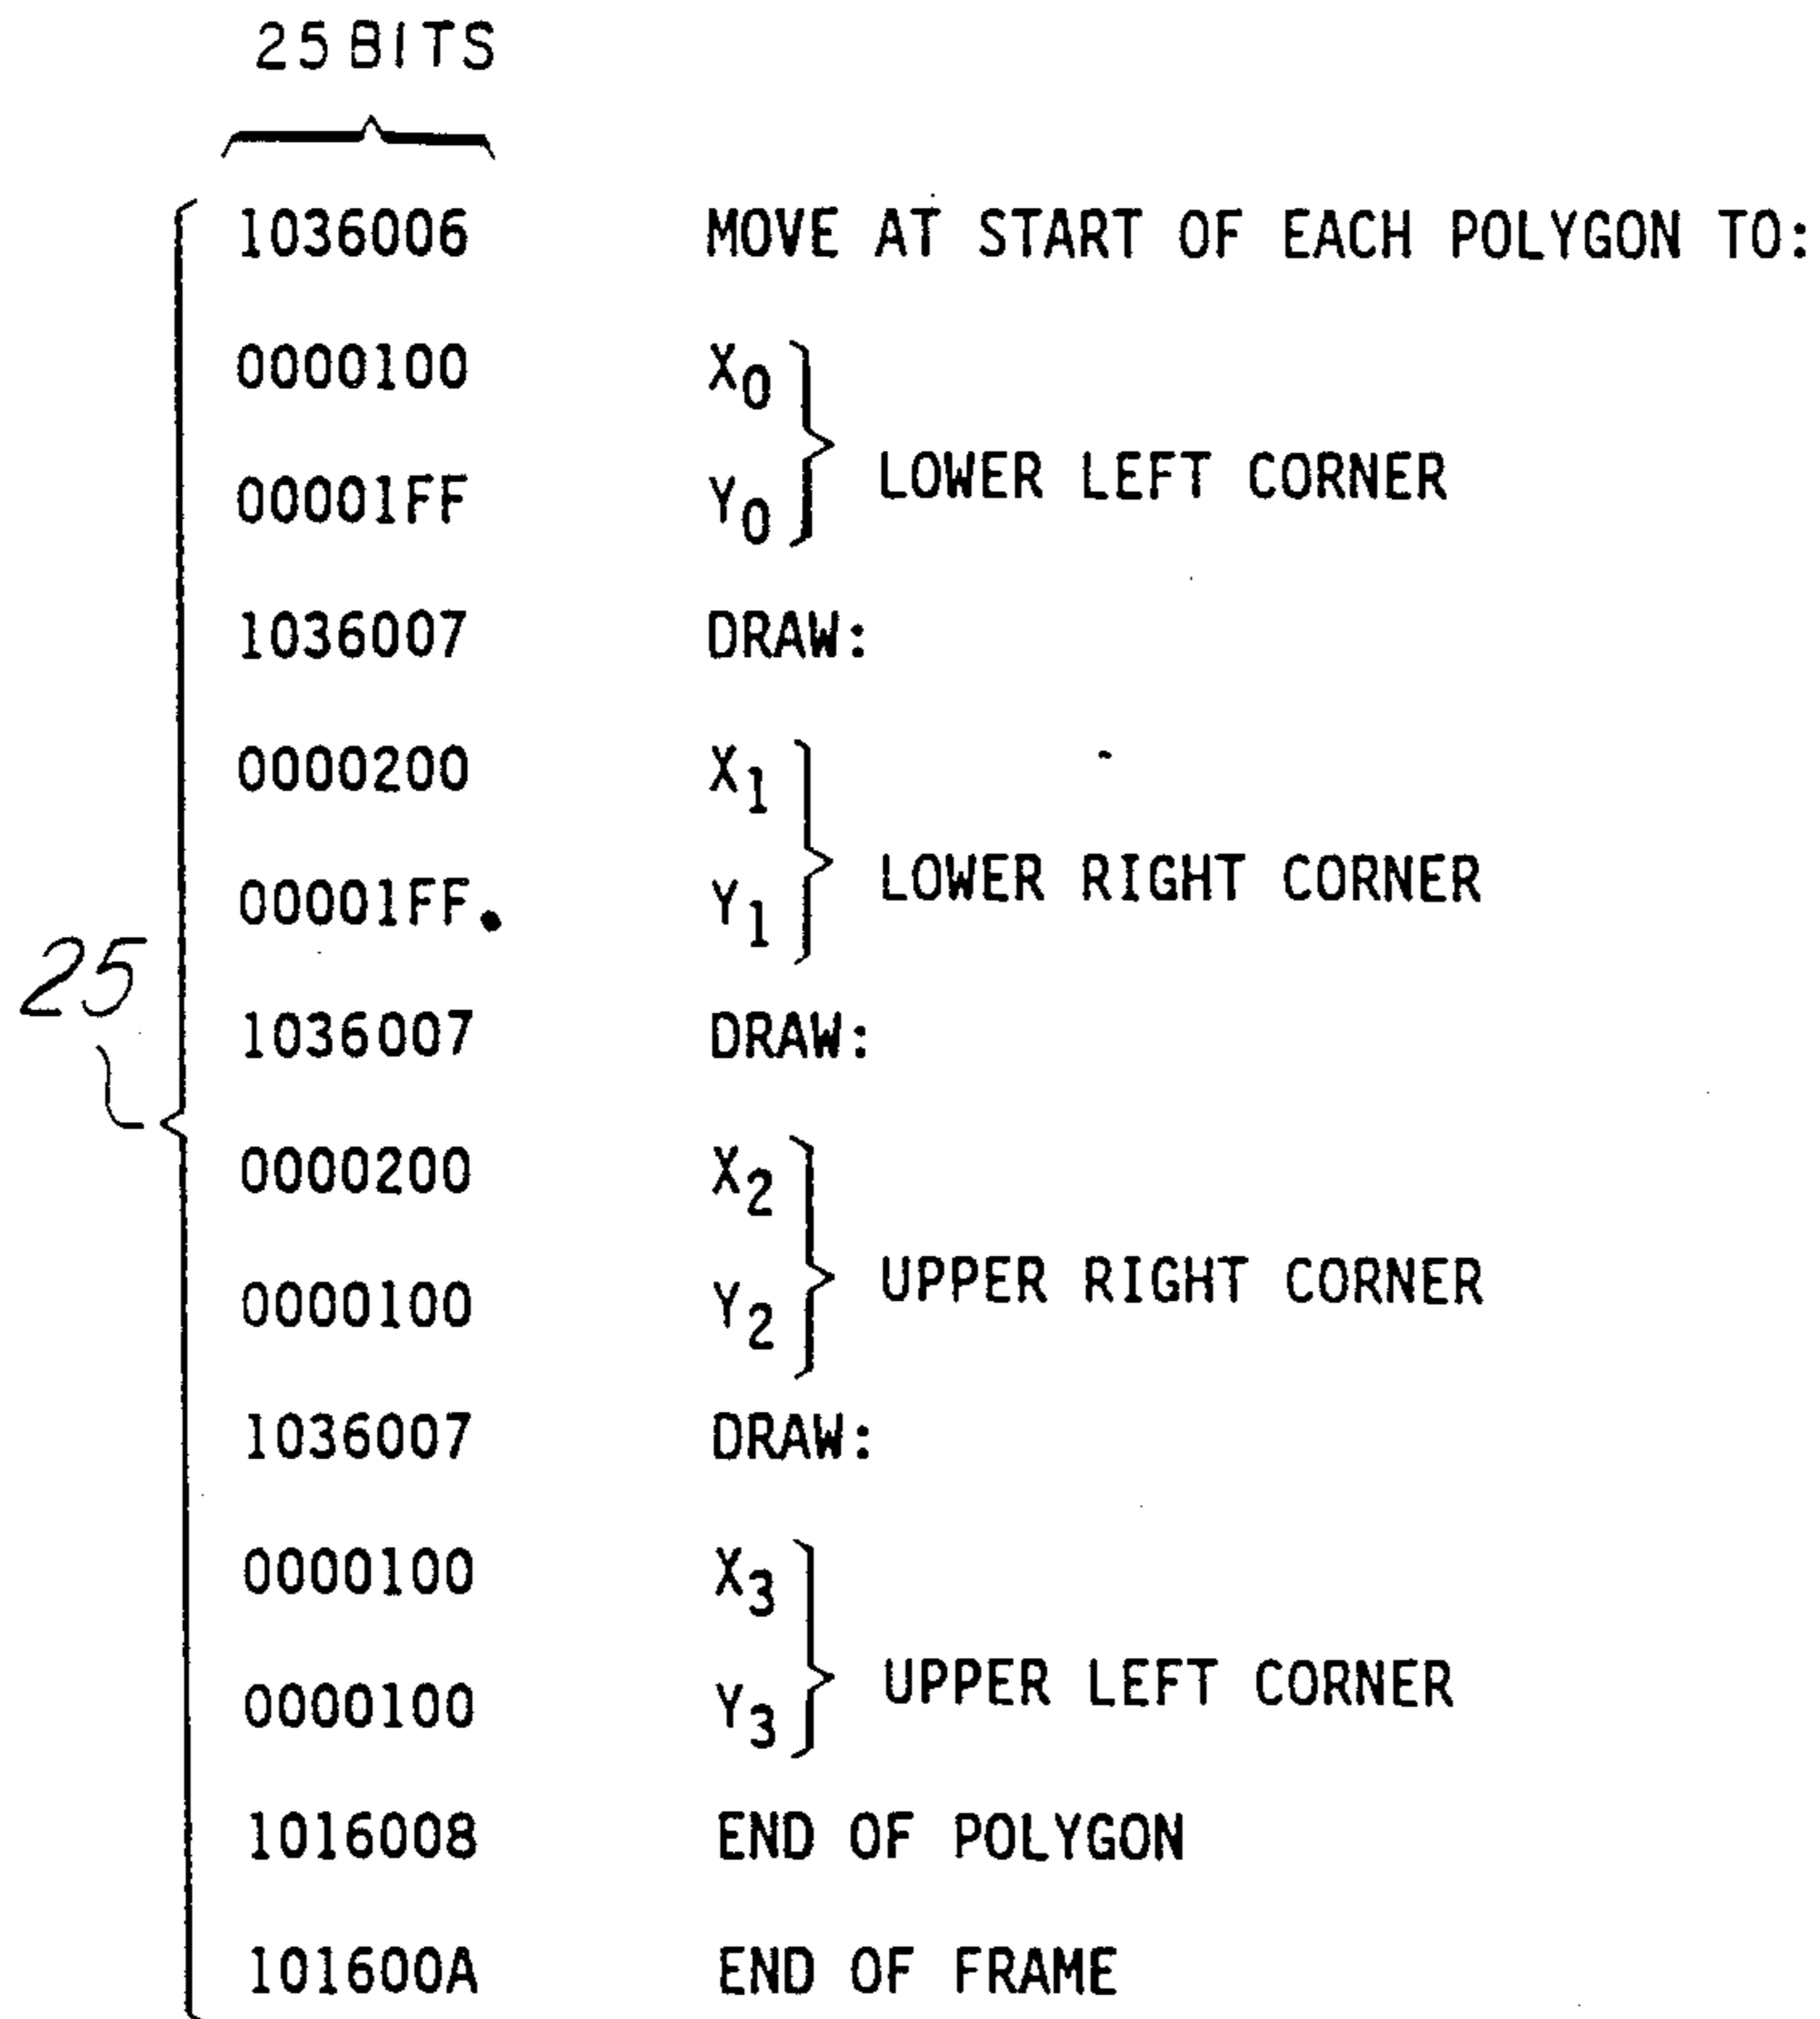 25 BITS
1036006 MOVE AT START OF EACH POLYGON TO:
0000100 X0
00001FF Y0
LOWER LEFT CORNER
1036007 DRAW:
0000200 X1
00001FF. Y1
LOWER RIGHT CORNER
25
1036007 DRAW:
0000200 X2
0000100 Y2
UPPER RIGHT CORNER
1036007 DRAW:
0000100 X3
0000100 Y3
UPPER LEFT CORNER
1016008 END OF POLYGON
101600A END OF FRAME